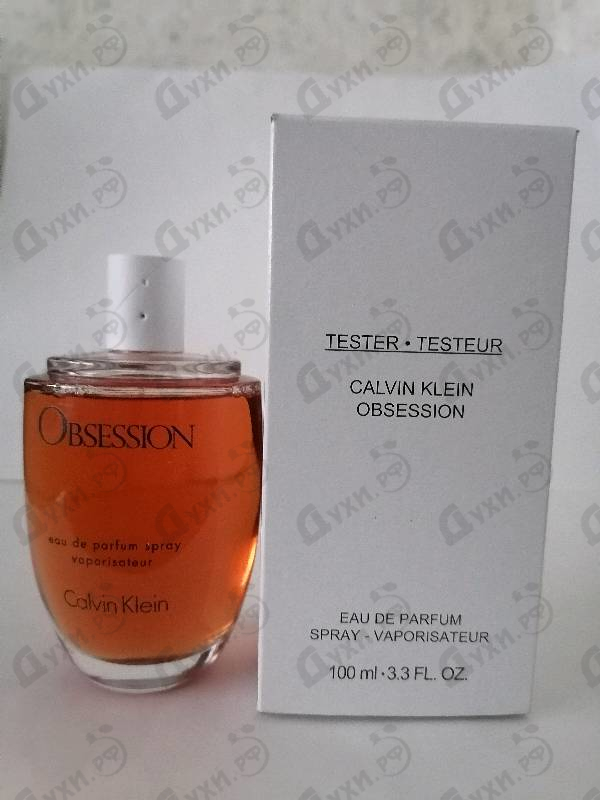 OBSESSION
eau de parfum spray
vaporisateur
Calvin Klein
TESTER • TESTEUR
CALVIN KLEIN
OBSESSION
EAU DE PARFUM
SPRAY - VAPORISATEUR
100 ml • 3.3 FL. OZ.
Духи.РФ